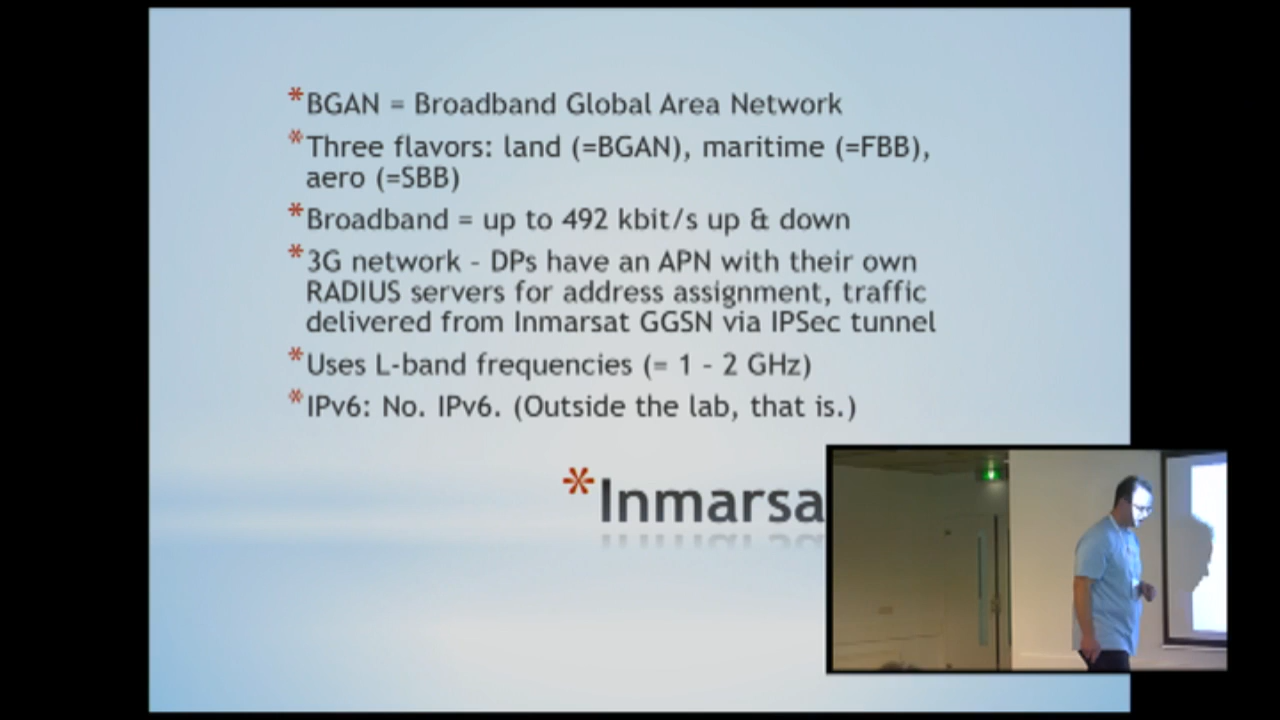 *BGAN = Broadband Global Area Network
*Three flavors: land (=BGAN), maritime (=FBB),
aero (=SBB)
*Broadband = up to 492 kbit/s up & down
*3G network – DPs have an APN with their own
RADIUS servers for address assignment, traffic
delivered from Inmarsat GGSN via IPSec tunnel
*Uses L-band frequencies (= 1 – 2 GHz)
*IPv6: No. IPv6. (Outside the lab, that is.)
*Inmarsa